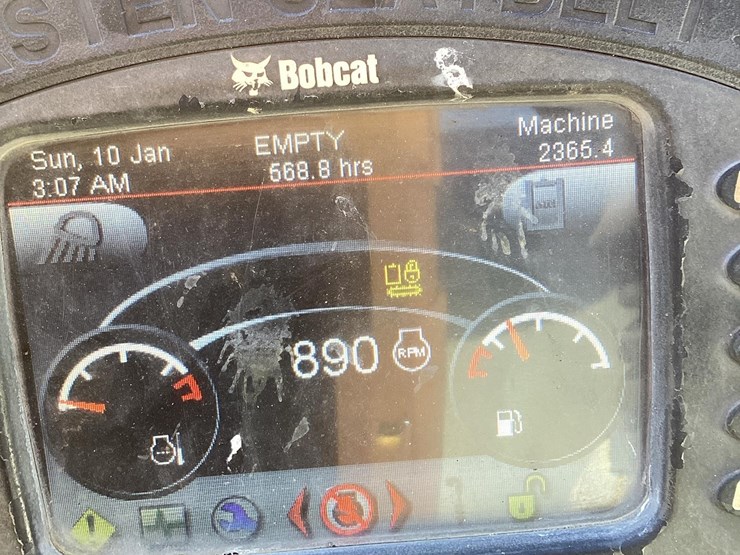 Bobcat
Sun, 10 Jan
3:07 AM
EMPTY
568.8 hrs
Machine
2365.4
890 RPM